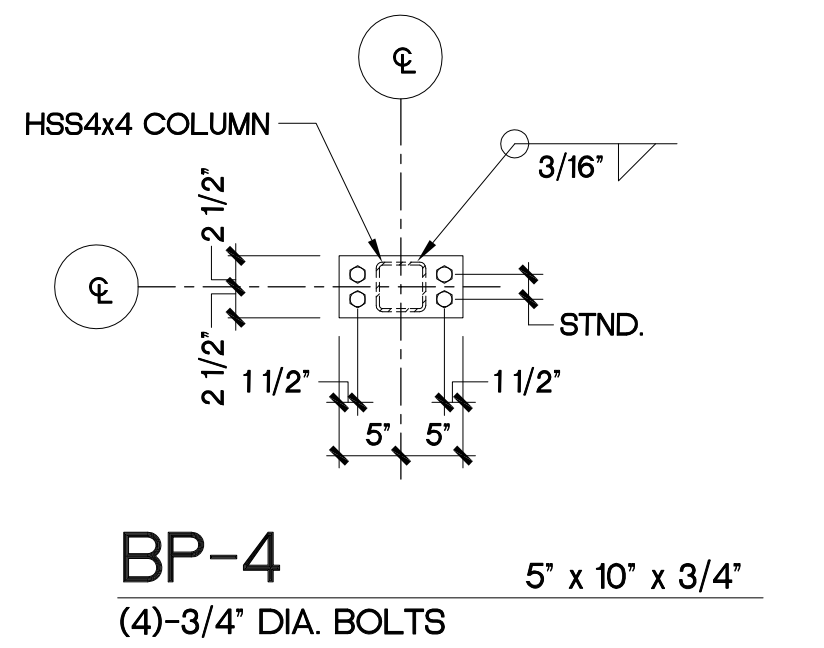 ℄
HSS4x4 COLUMN
3/16"
2 1/2"
℄
STND.
2 1/2"
1 1/2"
1 1/2"
5"
5"
BP-4
5" x 10" x 3/4"
(4)-3/4" DIA. BOLTS